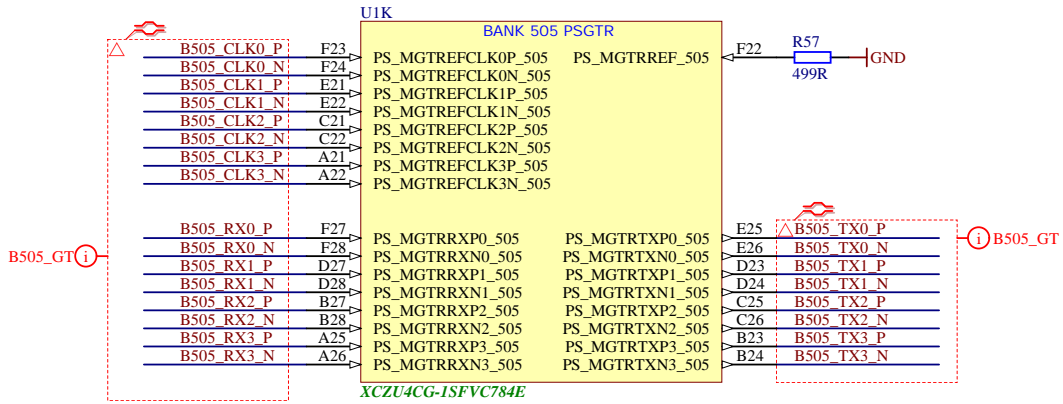 U1K
BANK 505 PSGTR
B505_CLK0_P F23 PS_MGTREFCLK0P_505 PS_MGTRREF_505 F22 R57 GND
499R
B505_CLK0_N F24 PS_MGTREFCLK0N_505
B505_CLK1_P E21 PS_MGTREFCLK1P_505
B505_CLK1_N E22 PS_MGTREFCLK1N_505
B505_CLK2_P C21 PS_MGTREFCLK2P_505
B505_CLK2_N C22 PS_MGTREFCLK2N_505
B505_CLK3_P A21 PS_MGTREFCLK3P_505
B505_CLK3_N A22 PS_MGTREFCLK3N_505
B505_RX0_P F27 PS_MGTRRXP0_505 PS_MGTRTXP0_505 E25 B505_TX0_P
B505_RX0_N F28 PS_MGTRRXN0_505 PS_MGTRTXN0_505 E26 B505_TX0_N
B505_GT i B505_RX1_P D27 PS_MGTRRXP1_505 PS_MGTRTXP1_505 D23 B505_TX1_P i B505_GT
B505_RX1_N D28 PS_MGTRRXN1_505 PS_MGTRTXN1_505 D24 B505_TX1_N
B505_RX2_P B27 PS_MGTRRXP2_505 PS_MGTRTXP2_505 C25 B505_TX2_P
B505_RX2_N B28 PS_MGTRRXN2_505 PS_MGTRTXN2_505 C26 B505_TX2_N
B505_RX3_P A25 PS_MGTRRXP3_505 PS_MGTRTXP3_505 B23 B505_TX3_P
B505_RX3_N A26 PS_MGTRRXN3_505 PS_MGTRTXN3_505 B24 B505_TX3_N
XCZU4CG-1SFVC784E